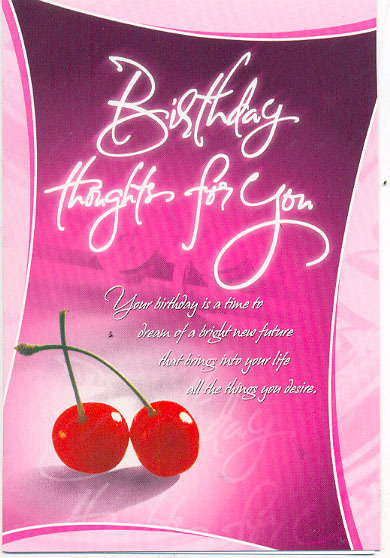 Birthday
thoughts for You
Your birthday is a time to
dream of a bright new future
that brings into your life
all the things you desire.